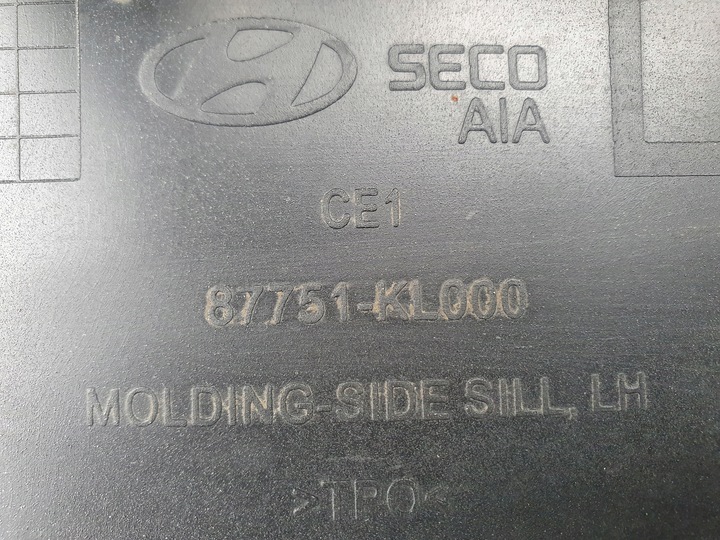 SECO
AIA
CE1
87751-KL000
MOLDING-SIDE SILL, LH
>TPO<